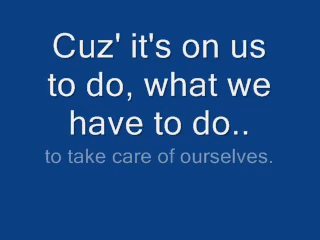 Cuz' it's on us
to do, what we
have to do..
to take care of ourselves.